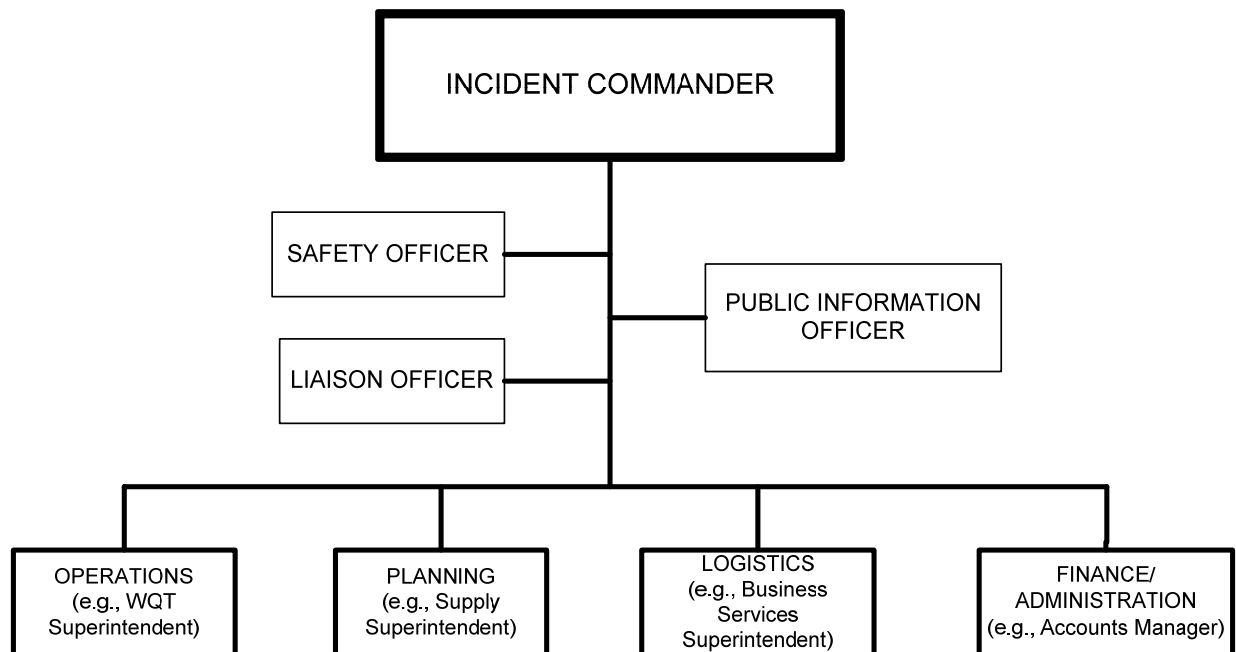 INCIDENT COMMANDER
SAFETY OFFICER
PUBLIC INFORMATION
OFFICER
LIAISON OFFICER
OPERATIONS
(e.g., WQT
Superintendent)
PLANNING
(e.g., Supply
Superintendent)
LOGISTICS
(e.g., Business
Services
Superintendent)
FINANCE/
ADMINISTRATION
(e.g., Accounts Manager)